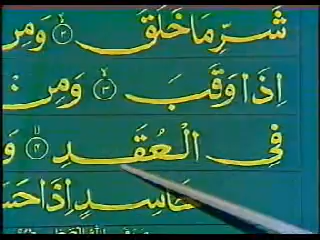 شَرِّ مَا خَلَقَ ﴿٢﴾ وَمِن
اِذَا وَقَبَ ﴿٣﴾ وَمِنْ
فِى الْعُقَدِ ﴿٤﴾ وَ
حَاسِدٍ اِذَا حَسَ